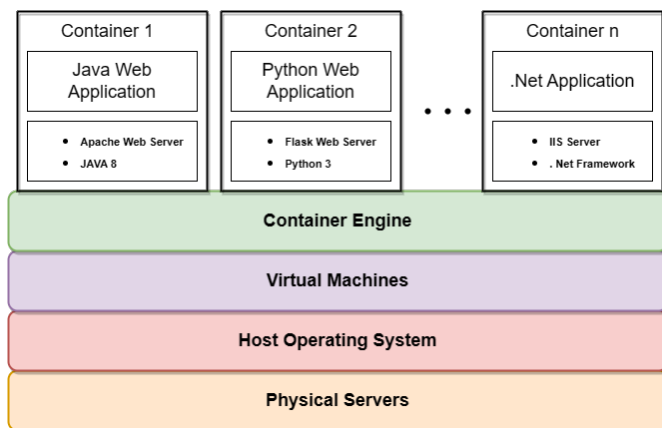 Container 1
Java Web
Application
• Apache Web Server
• JAVA 8
Container 2
Python Web
Application
• Flask Web Server
• Python 3
• • •
Container n
.Net Application
• IIS Server
• . Net Framework
Container Engine
Virtual Machines
Host Operating System
Physical Servers